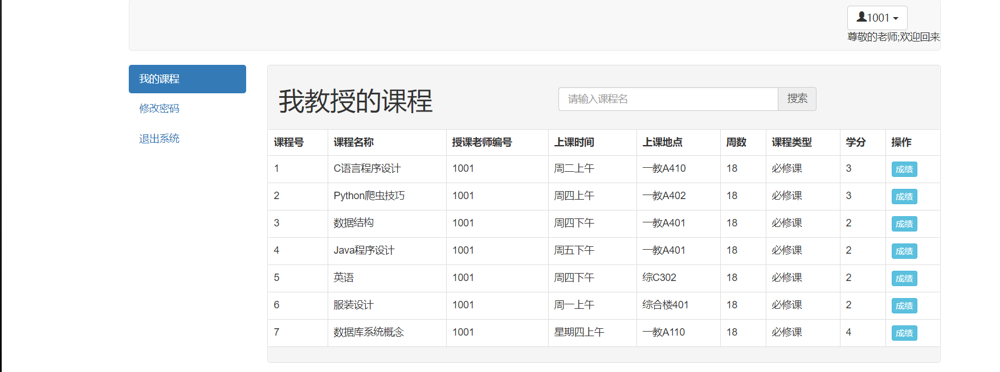 1001
尊敬的老师;欢迎回来
我的课程
修改密码
退出系统
我教授的课程
请输入课程名 搜索
课程号 课程名称 授课老师编号 上课时间 上课地点 周数 课程类型 学分 操作
1 C语言程序设计 1001 周二上午 一教A410 18 必修课 3 成绩
2 Python爬虫技巧 1001 周四上午 一教A402 18 必修课 3 成绩
3 数据结构 1001 周四下午 一教A401 18 必修课 2 成绩
4 Java程序设计 1001 周五下午 一教A401 18 必修课 2 成绩
5 英语 1001 周四下午 综C302 18 必修课 2 成绩
6 服装设计 1001 周一上午 综合楼401 18 必修课 2 成绩
7 数据库系统概念 1001 星期四上午 一教A110 18 必修课 4 成绩